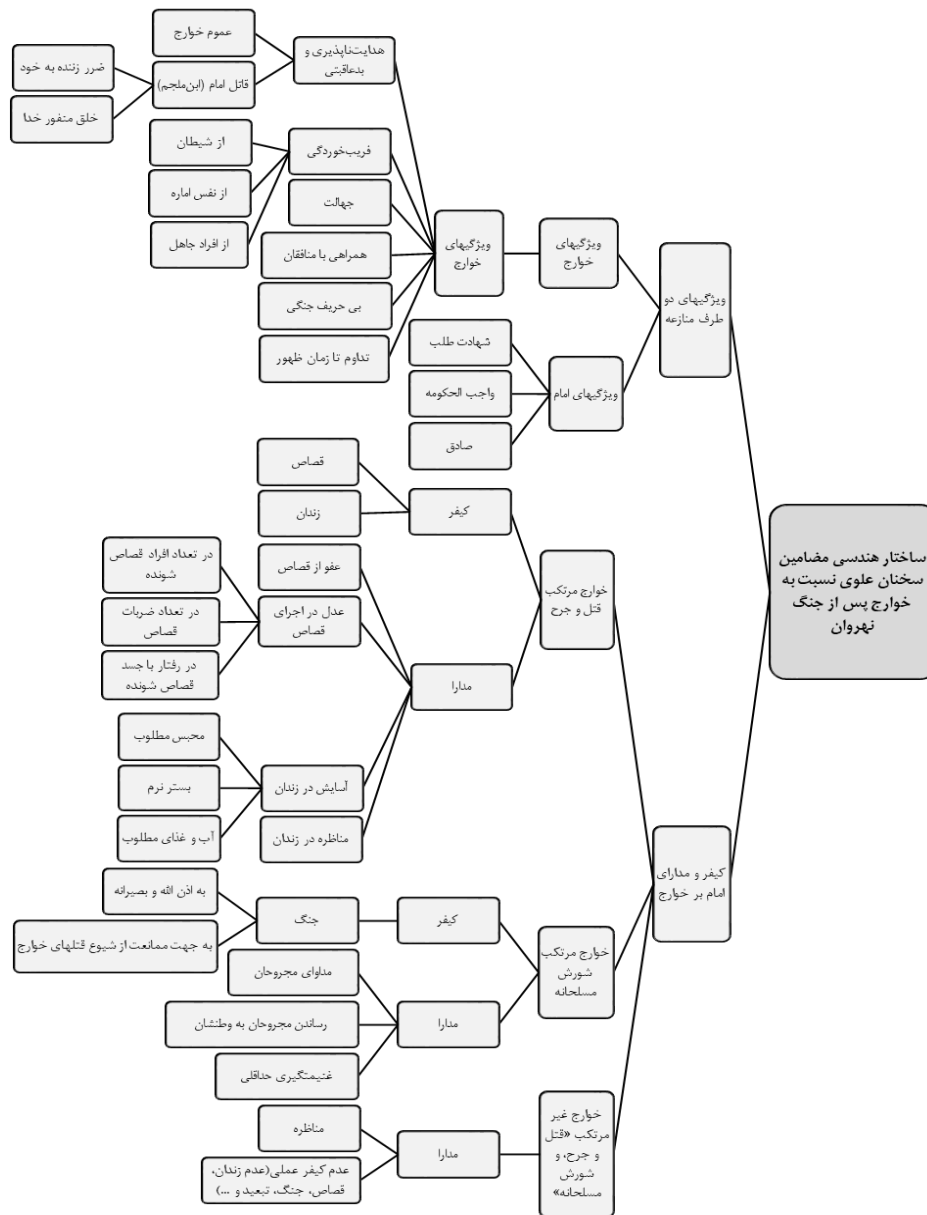 ساختار هندسی مضامین
سخنان علوی نسبت به
خوارج پس از جنگ
نهروان
ویژگیهای دو
طرف منازعه
ویژگیهای
خوارج
ویژگیهای
خوارج
هدایت‌ناپذیری و
بدعاقبتی
عموم خوارج
قاتل امام (ابن‌ملجم)
ضرر زننده به خود
خلق منفور خدا
فریب‌خوردگی
از شیطان
از نفس اماره
از افراد جاهل
جهالت
همراهی با منافقان
بی حریف جنگی
تداوم تا زمان ظهور
ویژگیهای امام
شهادت طلب
واجب الحکومه
صادق
کیفر و مدارای
امام بر خوارج
خوارج مرتکب
قتل و جرح
کیفر
قصاص
زندان
مدارا
عفو از قصاص
عدل در اجرای
قصاص
در تعداد افراد قصاص
شونده
در تعداد ضربات
قصاص
در رفتار با جسد
قصاص شونده
آسایش در زندان
محبس مطلوب
بستر نرم
آب و غذای مطلوب
مناظره در زندان
خوارج مرتکب
شورش
مسلحانه
کیفر
جنگ
به اذن الله و بصیرانه
به جهت ممانعت از شیوع قتلهای خوارج
مدارا
مداوای مجروحان
رساندن مجروحان به وطنشان
غنیمتگیری حداقلی
خوارج غیر
مرتکب «قتل
و جرح، و
شورش
مسلحانه»
مدارا
مناظره
عدم کیفر عملی(عدم زندان،
قصاص، جنگ، تبعید و ...)